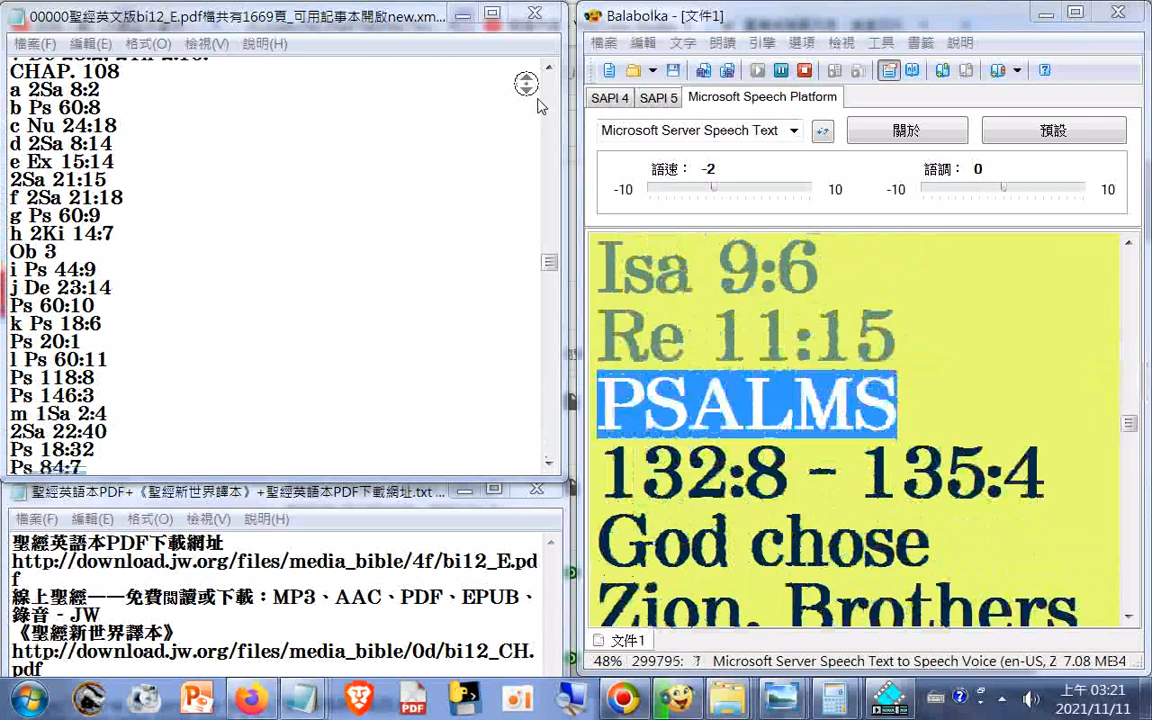 00000聖經英文版bi12_E.pdf檔共有1669頁_可用記事本開啟new.xm...
檔案(F) 編輯(E) 格式(O) 檢視(V) 說明(H)
CHAP. 108
a 2Sa 8:2
b Ps 60:8
c Nu 24:18
d 2Sa 8:14
e Ex 15:14
2Sa 21:15
f 2Sa 21:18
g Ps 60:9
h 2Ki 14:7
Ob 3
i Ps 44:9
j De 23:14
Ps 60:10
k Ps 18:6
Ps 20:1
l Ps 60:11
Ps 118:8
Ps 146:3
m 1Sa 2:4
2Sa 22:40
Ps 18:32
Ps 84:7
聖經英語本PDF+《聖經新世界譯本》+聖經英語本PDF下載網址.txt ...
檔案(F) 編輯(E) 格式(O) 檢視(V) 說明(H)
聖經英語本PDF下載網址
http://download.jw.org/files/media_bible/4f/bi12_E.pd
f
線上聖經——免費閱讀或下載：MP3、AAC、PDF、EPUB、
錄音 - JW
《聖經新世界譯本》
http://download.jw.org/files/media_bible/0d/bi12_CH.
pdf
Balabolka - [文件1]
檔案 編輯 文字 朗讀 引擎 選項 檢視 工具 書籤 說明
SAPI 4 SAPI 5 Microsoft Speech Platform
Microsoft Server Speech Text 關於 預設
語速： -2 語調： 0
-10 10 -10 10
Isa 9:6
Re 11:15
PSALMS
132:8 – 135:4
God chose
Zion. Brothers
文件1
48% 299795: Microsoft Server Speech Text to Speech Voice (en-US, Z 7.08 MB
上午 03:21
2021/11/11